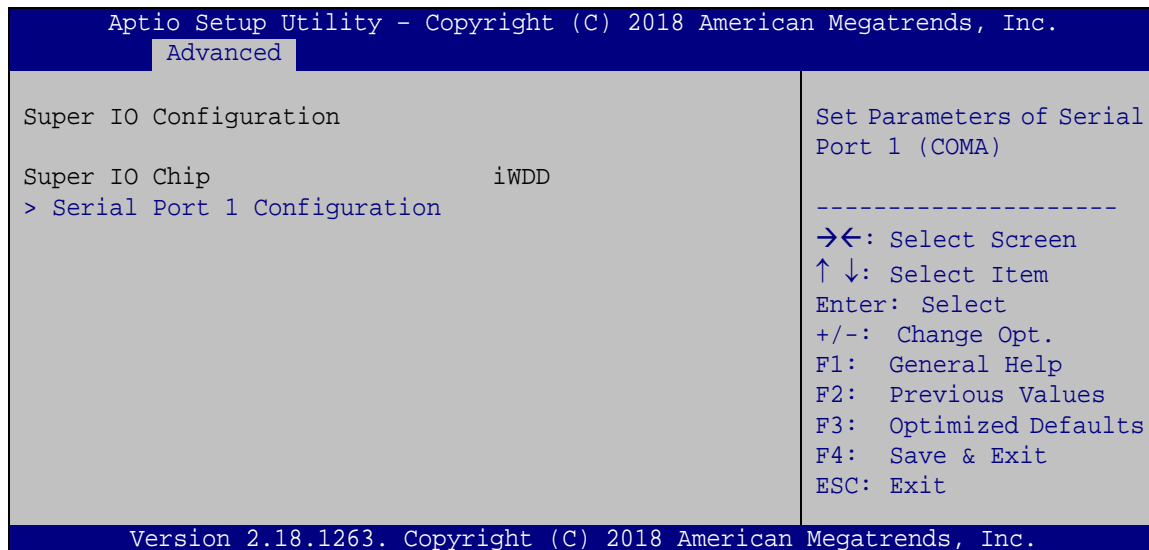 Aptio Setup Utility – Copyright (C) 2018 American Megatrends, Inc.
Advanced
Super IO Configuration
Super IO Chip iWDD
> Serial Port 1 Configuration
Set Parameters of Serial
Port 1 (COMA)
----------------------
→←: Select Screen
↑ ↓: Select Item
Enter: Select
+/-: Change Opt.
F1: General Help
F2: Previous Values
F3: Optimized Defaults
F4: Save & Exit
ESC: Exit
Version 2.18.1263. Copyright (C) 2018 American Megatrends, Inc.